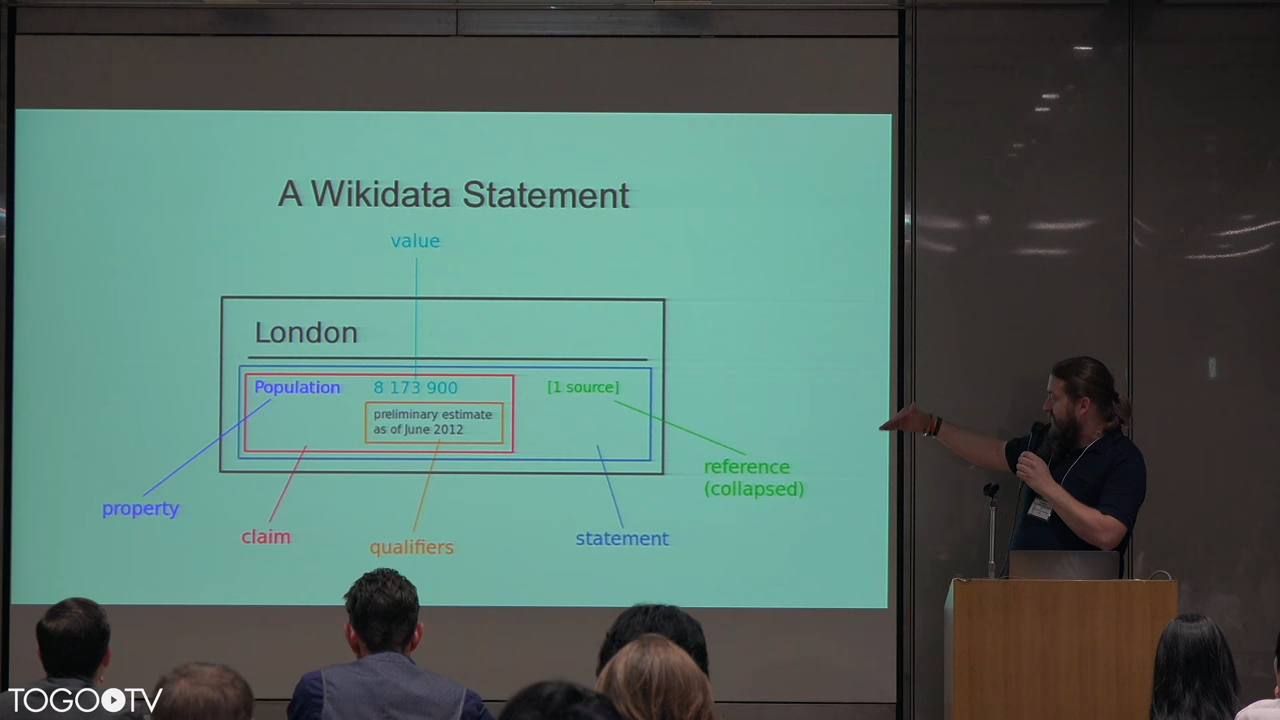 A Wikidata Statement
value
London
Population 8 173 900 [1 source]
preliminary estimate
as of June 2012
reference
(collapsed)
property
claim
qualifiers
statement
TOGOTV